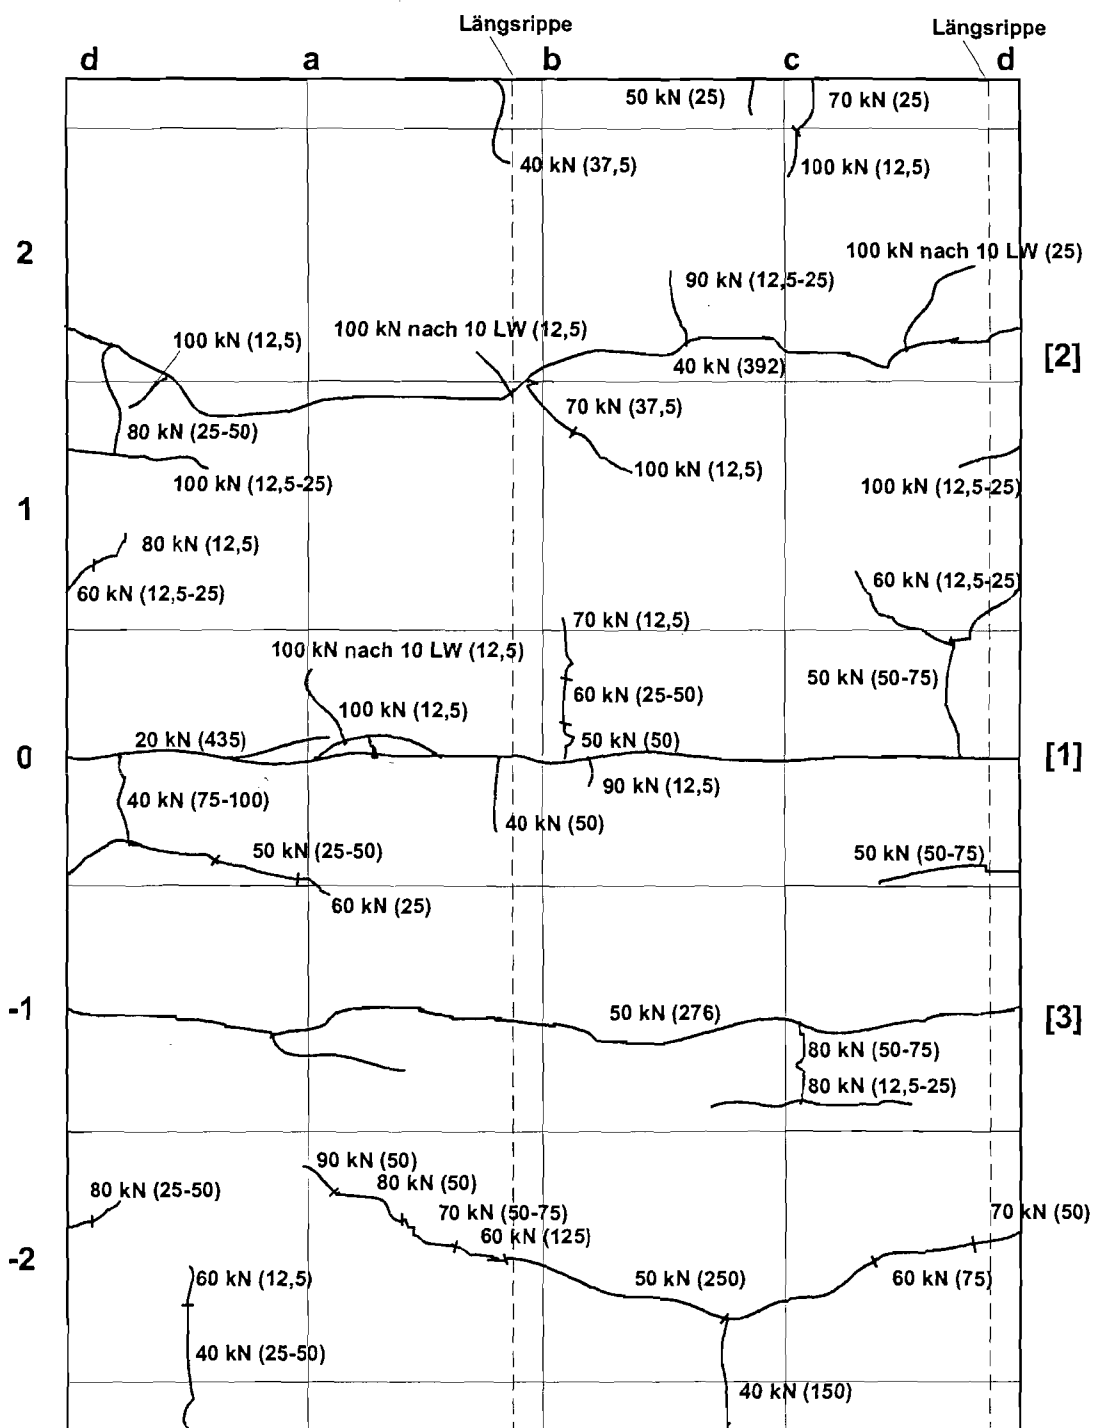 Längsrippe
Längsrippe
d a b c d
50 kN (25)
70 kN (25)
40 kN (37,5)
100 kN (12,5)
2
100 kN nach 10 LW (25)
90 kN (12,5-25)
100 kN nach 10 LW (12,5)
100 kN (12,5)
[2]
40 kN (392)
70 kN (37,5)
80 kN (25-50)
100 kN (12,5)
100 kN (12,5-25)
100 kN (12,5-25)
1
80 kN (12,5)
60 kN (12,5-25)
60 kN (12,5-25)
70 kN (12,5)
100 kN nach 10 LW (12,5)
50 kN (50-75)
60 kN (25-50)
100 kN (12,5)
20 kN (435)
50 kN (50)
0
[1]
90 kN (12,5)
40 kN (75-100)
40 kN (50)
50 kN (25-50)
50 kN (50-75)
60 kN (25)
-1
50 kN (276)
[3]
80 kN (50-75)
80 kN (12,5-25)
90 kN (50)
80 kN (50)
80 kN (25-50)
70 kN (50-75)
70 kN (50)
60 kN (125)
-2
60 kN (12,5)
50 kN (250)
60 kN (75)
40 kN (25-50)
40 kN (150)